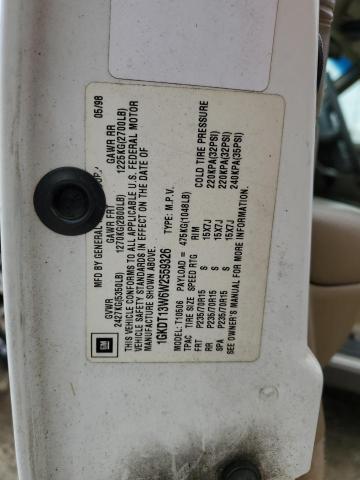 MFD BY GENERAL MOTORS CORP 05/98
GVWR GAWR FRT GAWR RR
2427KG(5350LB) 1270KG(2800LB) 1225KG(2700LB)
THIS VEHICLE CONFORMS TO ALL APPLICABLE U.S. FEDERAL MOTOR
VEHICLE SAFETY STANDARDS IN EFFECT ON THE DATE OF
MANUFACTURE SHOWN ABOVE.
1GKDT13W6W2559326 TYPE: M.P.V.
MODEL: T10506 PAYLOAD = 475KG(1048LB)
TPAC TIRE SIZE SPEED RTG RIM COLD TIRE PRESSURE
FRT P235/70R15 S 15X7J 220KPA(32PSI)
RR P235/70R15 S 15X7J 220KPA(32PSI)
SPA P235/70R15 S 15X7J 240KPA(35PSI)
SEE OWNER'S MANUAL FOR MORE INFORMATION.
GM